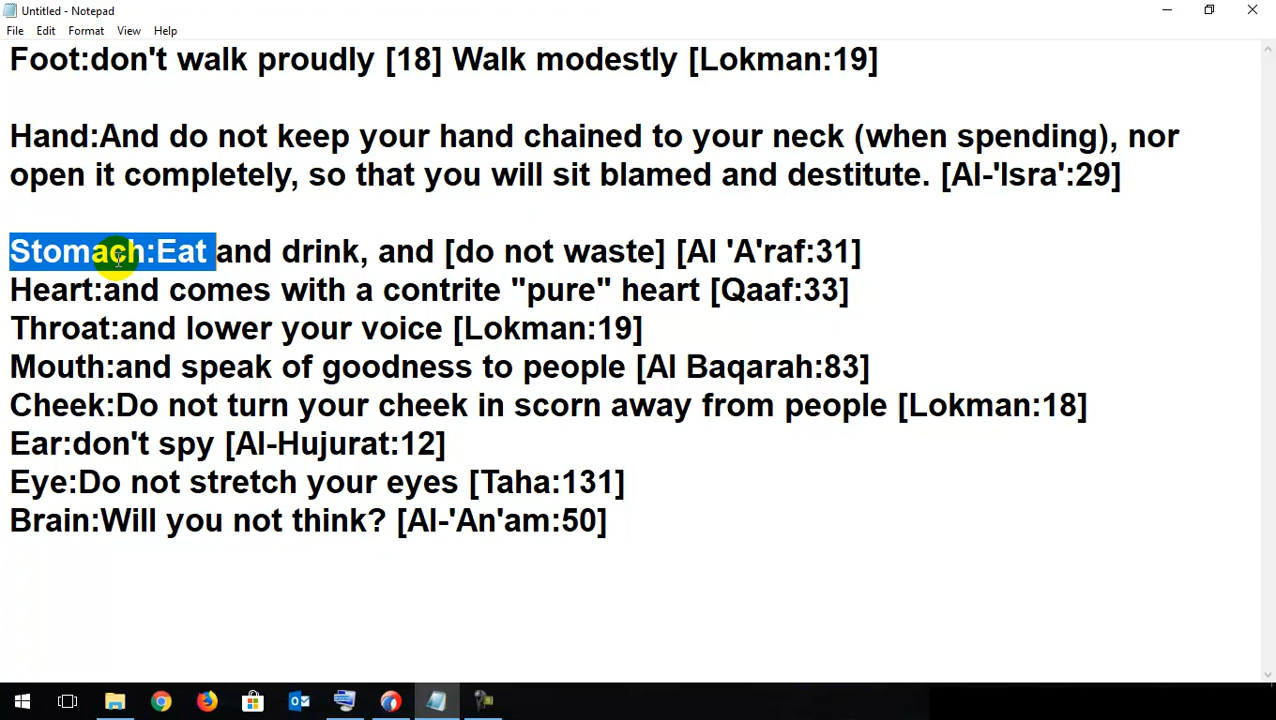 Untitled - Notepad
File Edit Format View Help
Foot:don't walk proudly [18] Walk modestly [Lokman:19]
Hand:And do not keep your hand chained to your neck (when spending), nor
open it completely, so that you will sit blamed and destitute. [Al-'Isra':29]
Stomach:Eat and drink, and [do not waste] [Al 'A'raf:31]
Heart:and comes with a contrite "pure" heart [Qaaf:33]
Throat:and lower your voice [Lokman:19]
Mouth:and speak of goodness to people [Al Baqarah:83]
Cheek:Do not turn your cheek in scorn away from people [Lokman:18]
Ear:don't spy [Al-Hujurat:12]
Eye:Do not stretch your eyes [Taha:131]
Brain:Will you not think? [Al-'An'am:50]